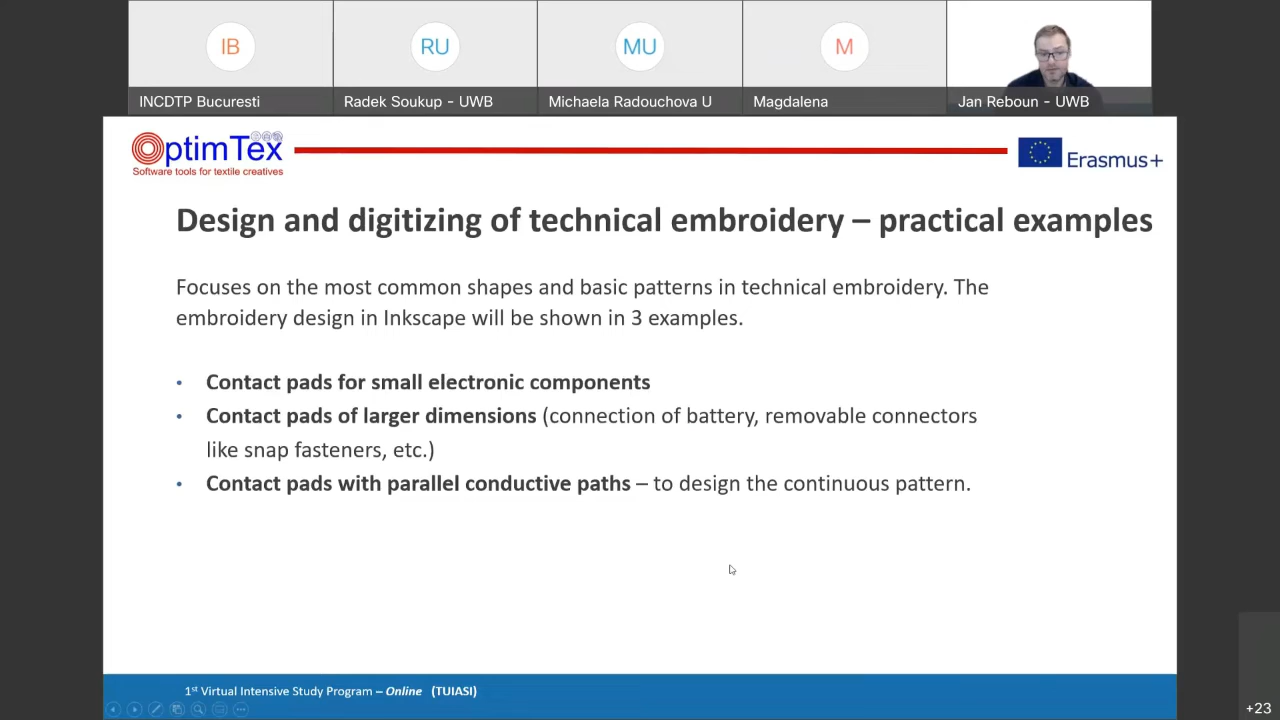 IB
RU
MU
M
INCDTP Bucuresti
Radek Soukup - UWB
Michaela Radouchova U
Magdalena
Jan Reboun - UWB
OptimTex
Software tools for textile creatives
Erasmus+
Design and digitizing of technical embroidery – practical examples
Focuses on the most common shapes and basic patterns in technical embroidery. The
embroidery design in Inkscape will be shown in 3 examples.
• Contact pads for small electronic components
• Contact pads of larger dimensions (connection of battery, removable connectors
like snap fasteners, etc.)
• Contact pads with parallel conductive paths – to design the continuous pattern.
1st Virtual Intensive Study Program – Online (TUIASI)
+23